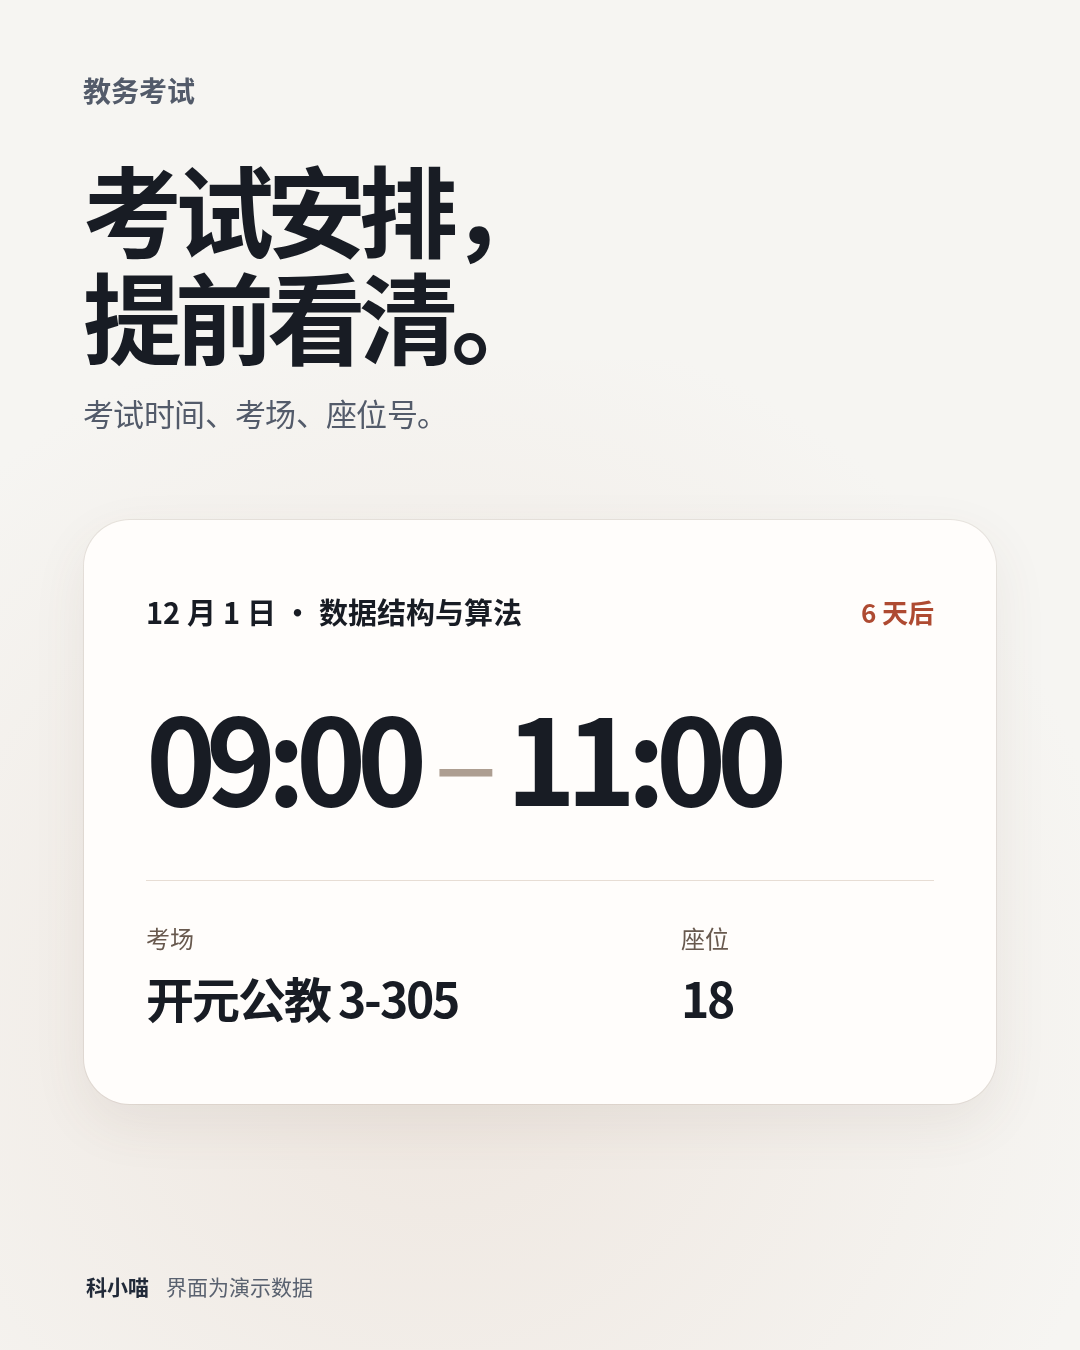 教务考试
考试安排，
提前看清。
考试时间、考场、座位号。
12 月 1 日 · 数据结构与算法
6 天后
09:00 – 11:00
考场
座位
开元公教 3-305
18
科小喵 界面为演示数据